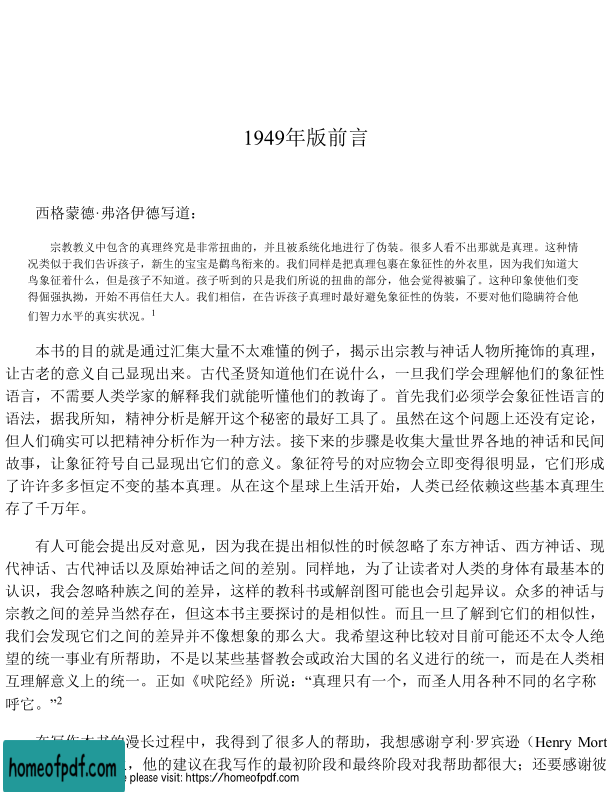 1949年版前言
西格蒙德·弗洛伊德写道：
宗教教义中包含的真理终究是非常扭曲的，并且被系统化地进行了伪装。很多人看不出那就是真理。这种情
况类似于我们告诉孩子，新生的宝宝是鹳鸟衔来的。我们同样是把真理包裹在象征性的外衣里，因为我们知道大
鸟象征着什么，但是孩子不知道。孩子听到的只是我们所说的扭曲的部分，他会觉得被骗了。这种印象使他们变
得倔强执拗，开始不再信任大人。我们相信，在告诉孩子真理时最好避免象征性的伪装，不要对他们隐瞒符合他
们智力水平的真实状况。1
本书的目的就是通过汇集大量不太难懂的例子，揭示出宗教与神话人物所掩饰的真理，
让古老的意义自己显现出来。古代圣贤知道他们在说什么，一旦我们学会理解他们的象征性
语言，不需要人类学家的解释我们就能听懂他们的教诲了。首先我们必须学会象征性语言的
语法，据我所知，精神分析是解开这个秘密的最好工具了。虽然在这个问题上还没有定论，
但人们确实可以把精神分析作为一种方法。接下来的步骤是收集大量世界各地的神话和民间
故事，让象征符号自己显现出它们的意义。象征符号的对应物会立即变得很明显，它们形成
了许许多多恒定不变的基本真理。从在这个星球上生活开始，人类已经依赖这些基本真理生
存了千万年。
有人可能会提出反对意见，因为我在提出相似性的时候忽略了东方神话、西方神话、现
代神话、古代神话以及原始神话之间的差别。同样地，为了让读者对人类的身体有最基本的
认识，我会忽略种族之间的差异，这样的教科书或解剖图可能也会引起异议。众多的神话与
宗教之间的差异当然存在，但这本书主要探讨的是相似性。而且一旦了解到它们的相似性，
我们会发现它们之间的差异并不像想象的那么大。我希望这种比较对目前可能还不太令人绝
望的统一事业有所帮助，不是以某些基督教会或政治大国的名义进行的统一，而是在人类相
互理解意义上的统一。正如《吠陀经》所说：“真理只有一个，而圣人用各种不同的名字称
呼它。”2
在写作本书的漫长过程中，我得到了很多人的帮助，我想感谢亨利·罗宾逊（Henry Mort
，他的建议在我写作的最初阶段和最终阶段对我帮助都很大；还要感谢彼
homeofpdf.com
please visit: https://homeofpdf.com